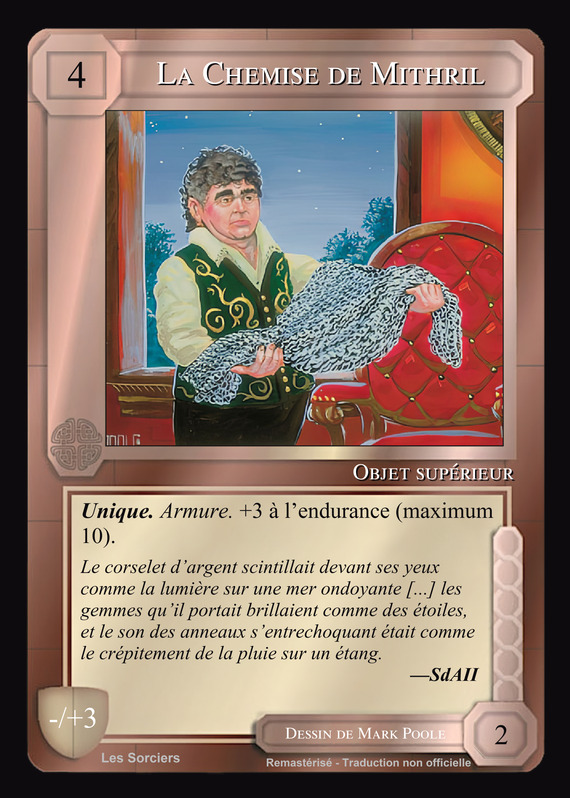 4
La Chemise de Mithril
Objet supérieur
Unique. Armure. +3 à l'endurance (maximum
10).
Le corselet d'argent scintillait devant ses yeux
comme la lumière sur une mer ondoyante [...] les
gemmes qu'il portait brillaient comme des étoiles,
et le son des anneaux s'entrechoquant était comme
le crépitement de la pluie sur un étang.
—SdAII
-/+3
Dessin de Mark Poole
2
Les Sorciers
Remastérisé - Traduction non officielle